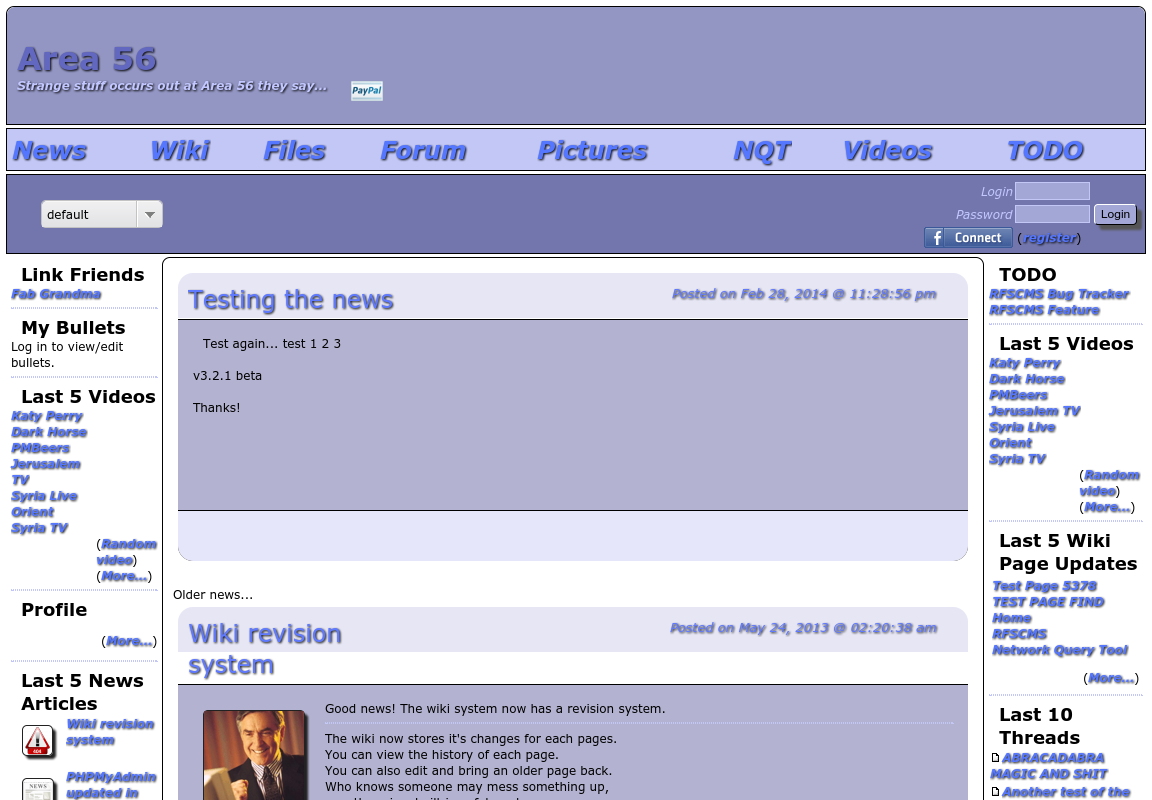 Area 56
Strange stuff occurs out at Area 56 they say...
PayPal
News Wiki Files Forum Pictures NQT Videos TODO
default
Login
Password
Login
f Connect (register)
Link Friends
Fab Grandma
My Bullets
Log in to view/edit
bullets.
Last 5 Videos
Katy Perry
Dark Horse
PMBeers
Jerusalem
TV
Syria Live
Orient
Syria TV
(Random
video)
(More...)
Profile
(More...)
Last 5 News
Articles
Wiki revision
system
404
NEWS
PHPMyAdmin
updated in
Testing the news
Posted on Feb 28, 2014 @ 11:28:56 pm
Test again... test 1 2 3
v3.2.1 beta
Thanks!
Older news...
Wiki revision
system
Posted on May 24, 2013 @ 02:20:38 am
Good news! The wiki system now has a revision system.
The wiki now stores it's changes for each pages.
You can view the history of each page.
You can also edit and bring an older page back.
Who knows someone may mess something up,
TODO
RFSCMS Bug Tracker
RFSCMS Feature
Last 5 Videos
Katy Perry
Dark Horse
PMBeers
Jerusalem TV
Syria Live
Orient
Syria TV
(Random
video)
(More...)
Last 5 Wiki
Page Updates
Test Page 5378
TEST PAGE FIND
Home
RFSCMS
Network Query Tool
(More...)
Last 10
Threads
ABRACADABRA
MAGIC AND SHIT
Another test of the